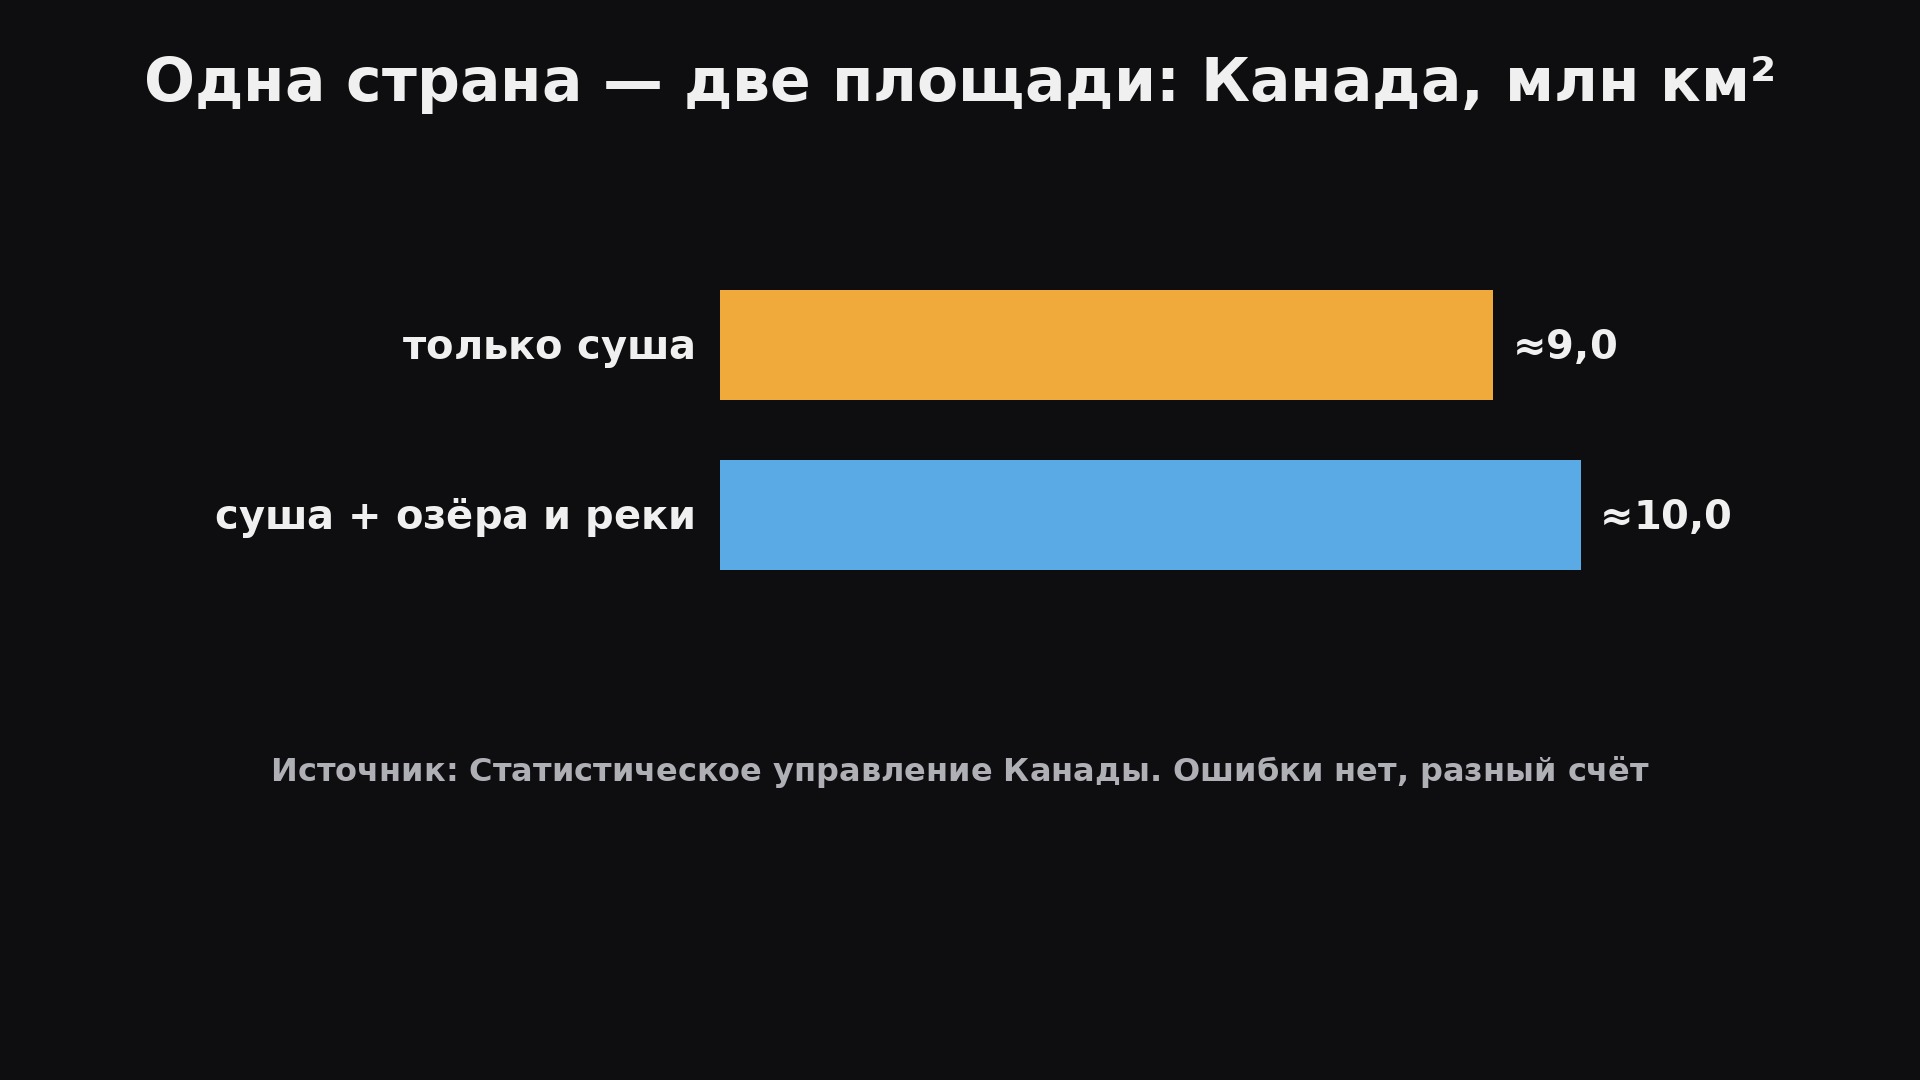 Одна страна — две площади: Канада, млн км²
только суша
≈9,0
суша + озёра и реки
≈10,0
Источник: Статистическое управление Канады. Ошибки нет, разный счёт